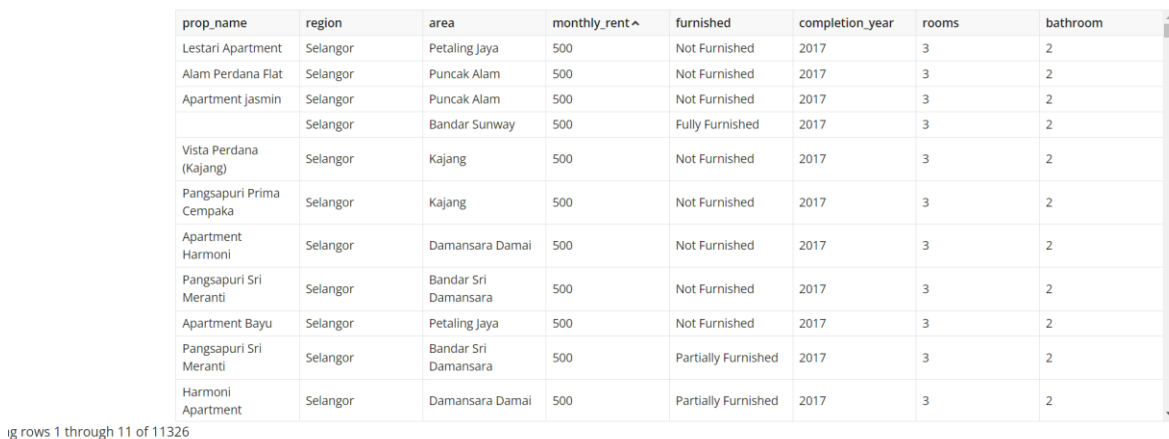 prop_name region area monthly_rent furnished completion_year rooms bathroom
Lestari Apartment Selangor Petaling Jaya 500 Not Furnished 2017 3 2
Alam Perdana Flat Selangor Puncak Alam 500 Not Furnished 2017 3 2
Apartment jasmin Selangor Puncak Alam 500 Not Furnished 2017 3 2
Selangor Bandar Sunway 500 Fully Furnished 2017 3 2
Vista Perdana
(Kajang) Selangor Kajang 500 Not Furnished 2017 3 2
Pangsapuri Prima
Cempaka Selangor Kajang 500 Not Furnished 2017 3 2
Apartment
Harmoni Selangor Damansara Damai 500 Not Furnished 2017 3 2
Pangsapuri Sri
Meranti Selangor Bandar Sri
Damansara 500 Not Furnished 2017 3 2
Apartment Bayu Selangor Petaling Jaya 500 Not Furnished 2017 3 2
Pangsapuri Sri
Meranti Selangor Bandar Sri
Damansara 500 Partially Furnished 2017 3 2
Harmoni
Apartment Selangor Damansara Damai 500 Partially Furnished 2017 3 2
g rows 1 through 11 of 11326